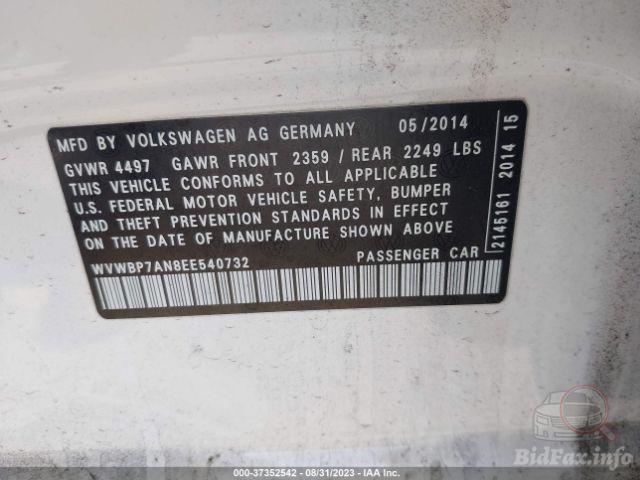 MFD BY VOLKSWAGEN AG GERMANY 05/2014
GVWR 4497 GAWR FRONT 2359 / REAR 2249 LBS
THIS VEHICLE CONFORMS TO ALL APPLICABLE
U.S. FEDERAL MOTOR VEHICLE SAFETY, BUMPER
AND THEFT PREVENTION STANDARDS IN EFFECT
ON THE DATE OF MANUFACTURE SHOWN ABOVE
WVWBP7AN8EE540732 PASSENGER CAR
2145161 2014 15
BidFax.info
000-37352542 - 08/31/2023 - IAA Inc.